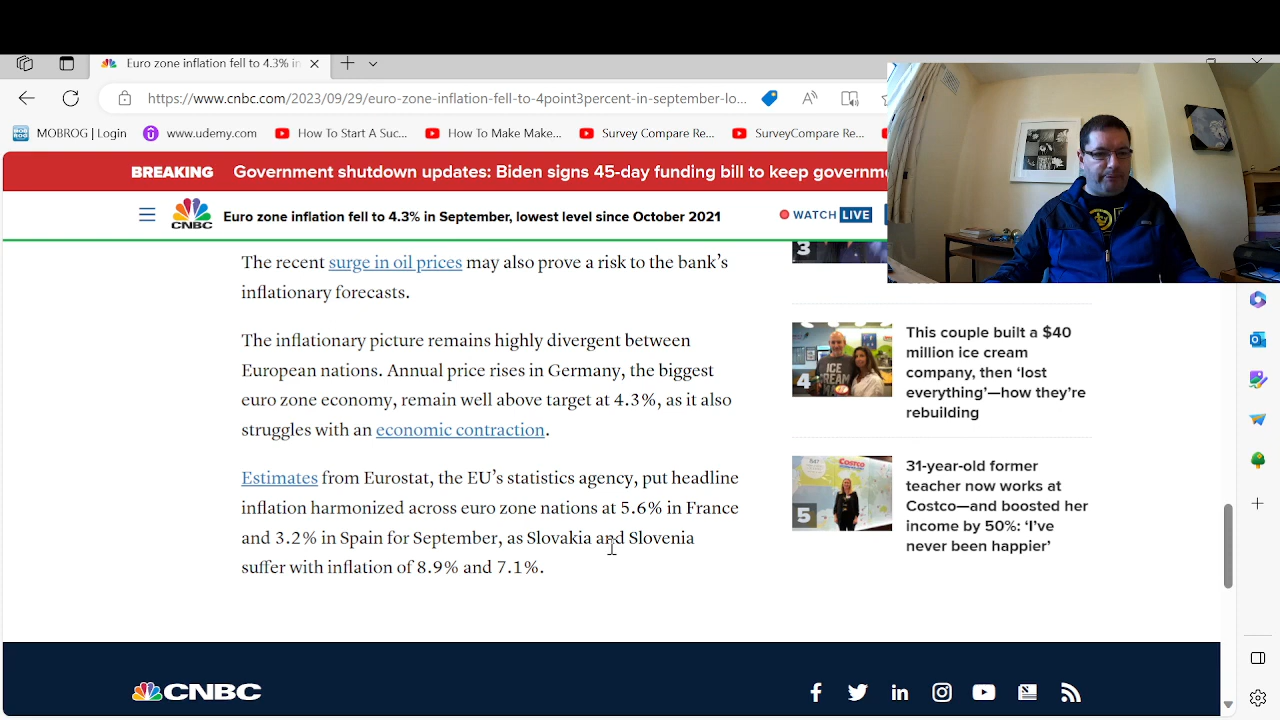 Euro zone inflation fell to 4.3% in
https://www.cnbc.com/2023/09/29/euro-zone-inflation-fell-to-4point3percent-in-september-lo...
MOBROG | Login
www.udemy.com
How To Start A Suc...
How To Make Make...
Survey Compare Re...
SurveyCompare Re...
BREAKING Government shutdown updates: Biden signs 45-day funding bill to keep governme
CNBC
Euro zone inflation fell to 4.3% in September, lowest level since October 2021
WATCH LIVE
The recent surge in oil prices may also prove a risk to the bank’s
inflationary forecasts.
The inflationary picture remains highly divergent between
European nations. Annual price rises in Germany, the biggest
euro zone economy, remain well above target at 4.3%, as it also
struggles with an economic contraction.
Estimates from Eurostat, the EU’s statistics agency, put headline
inflation harmonized across euro zone nations at 5.6% in France
and 3.2% in Spain for September, as Slovakia and Slovenia
suffer with inflation of 8.9% and 7.1%.
3
4
ICE
CREAM
This couple built a $40
million ice cream
company, then ‘lost
everything’—how they’re
rebuilding
5
Costco
31-year-old former
teacher now works at
Costco—and boosted her
income by 50%: ‘I’ve
never been happier’
CNBC